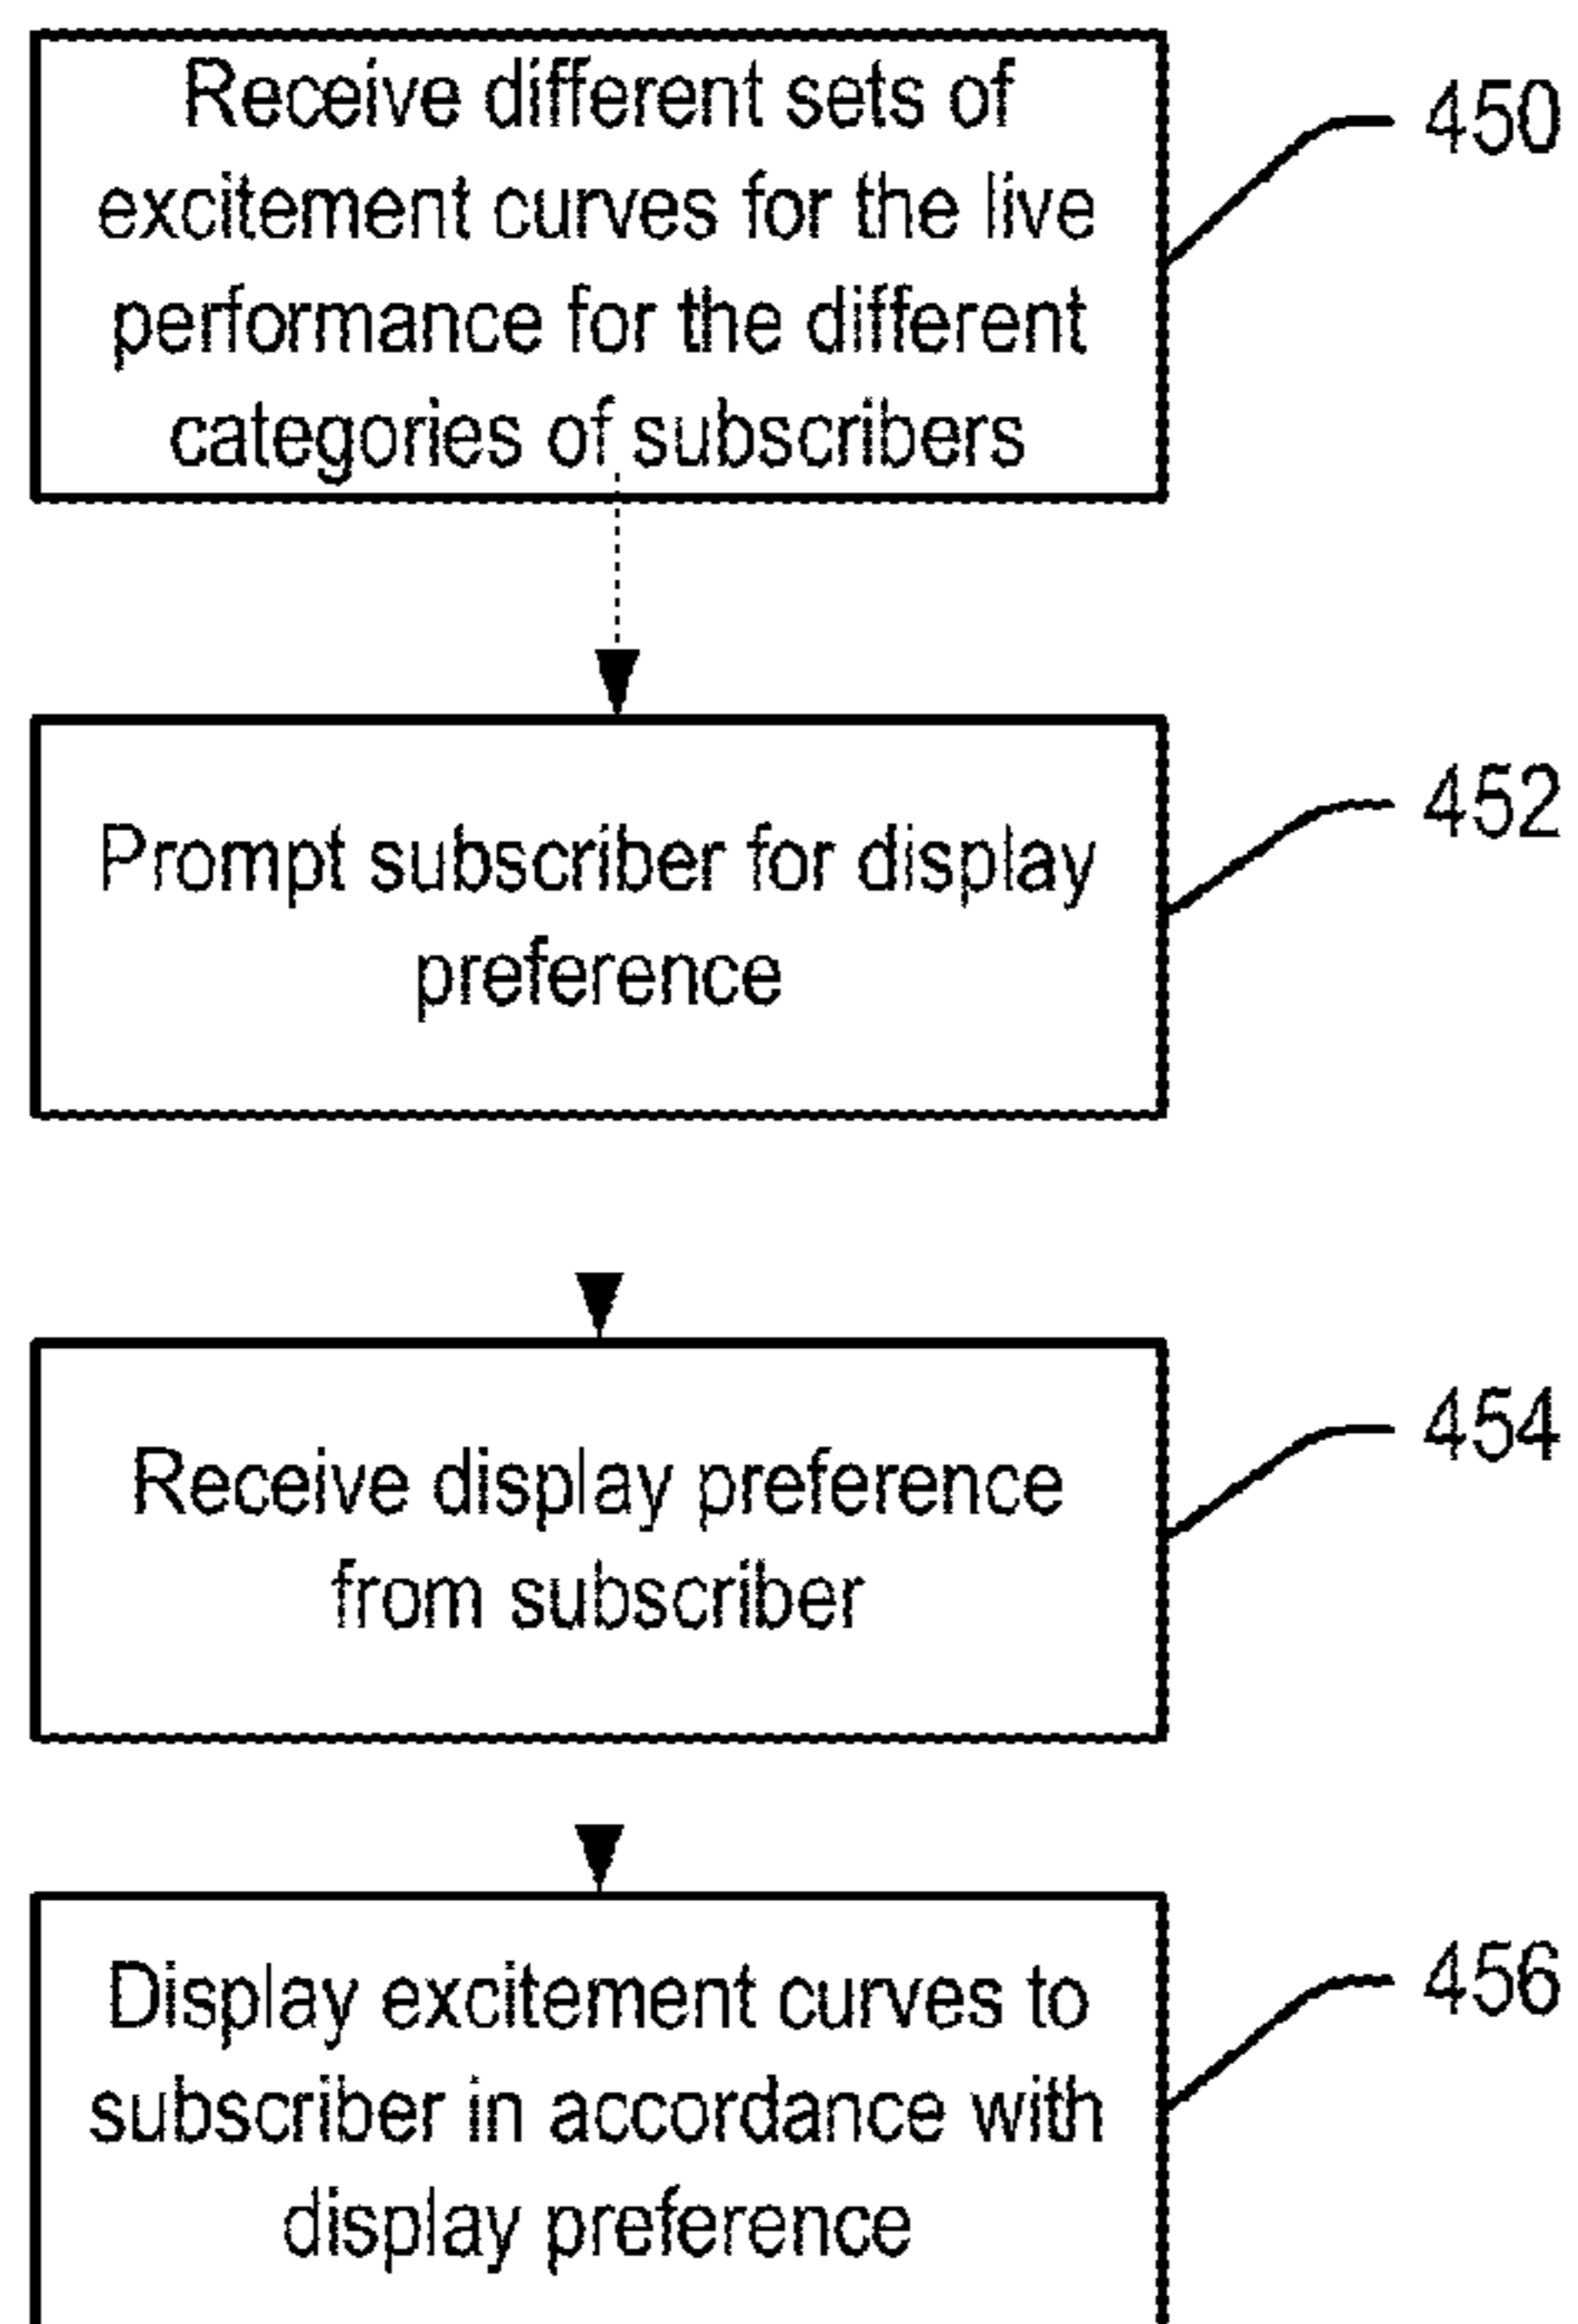 Receive different sets of
excitement curves for the live
performance for the different
categories of subscribers
450
Prompt subscriber for display
preference
452
Receive display preference
from subscriber
454
Display excitement curves to
subscriber in accordance with
display preference
456